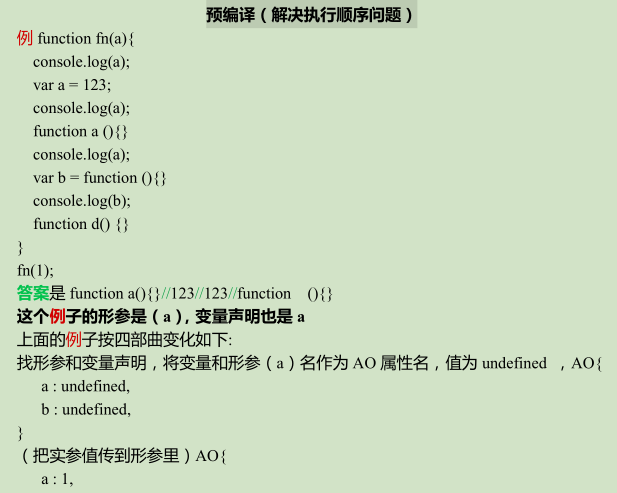 预编译（解决执行顺序问题）
例 function fn(a){
console.log(a);
var a = 123;
console.log(a);
function a (){}
console.log(a);
var b = function (){}
console.log(b);
function d() {}
}
fn(1);
答案是 function a(){}//123//123//function (){}
这个例子的形参是（a），变量声明也是 a
上面的例子按四部曲变化如下:
找形参和变量声明，将变量和形参（a）名作为 AO 属性名，值为 undefined ，AO{
a : undefined,
b : undefined,
}
（把实参值传到形参里）AO{
a : 1,